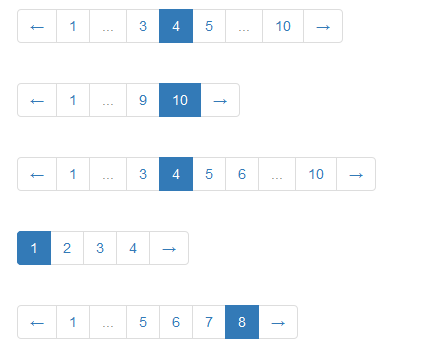 ← 1 ... 3 4 5 ... 10 →
← 1 ... 9 10 →
← 1 ... 3 4 5 6 ... 10 →
1 2 3 4 →
← 1 ... 5 6 7 8 →